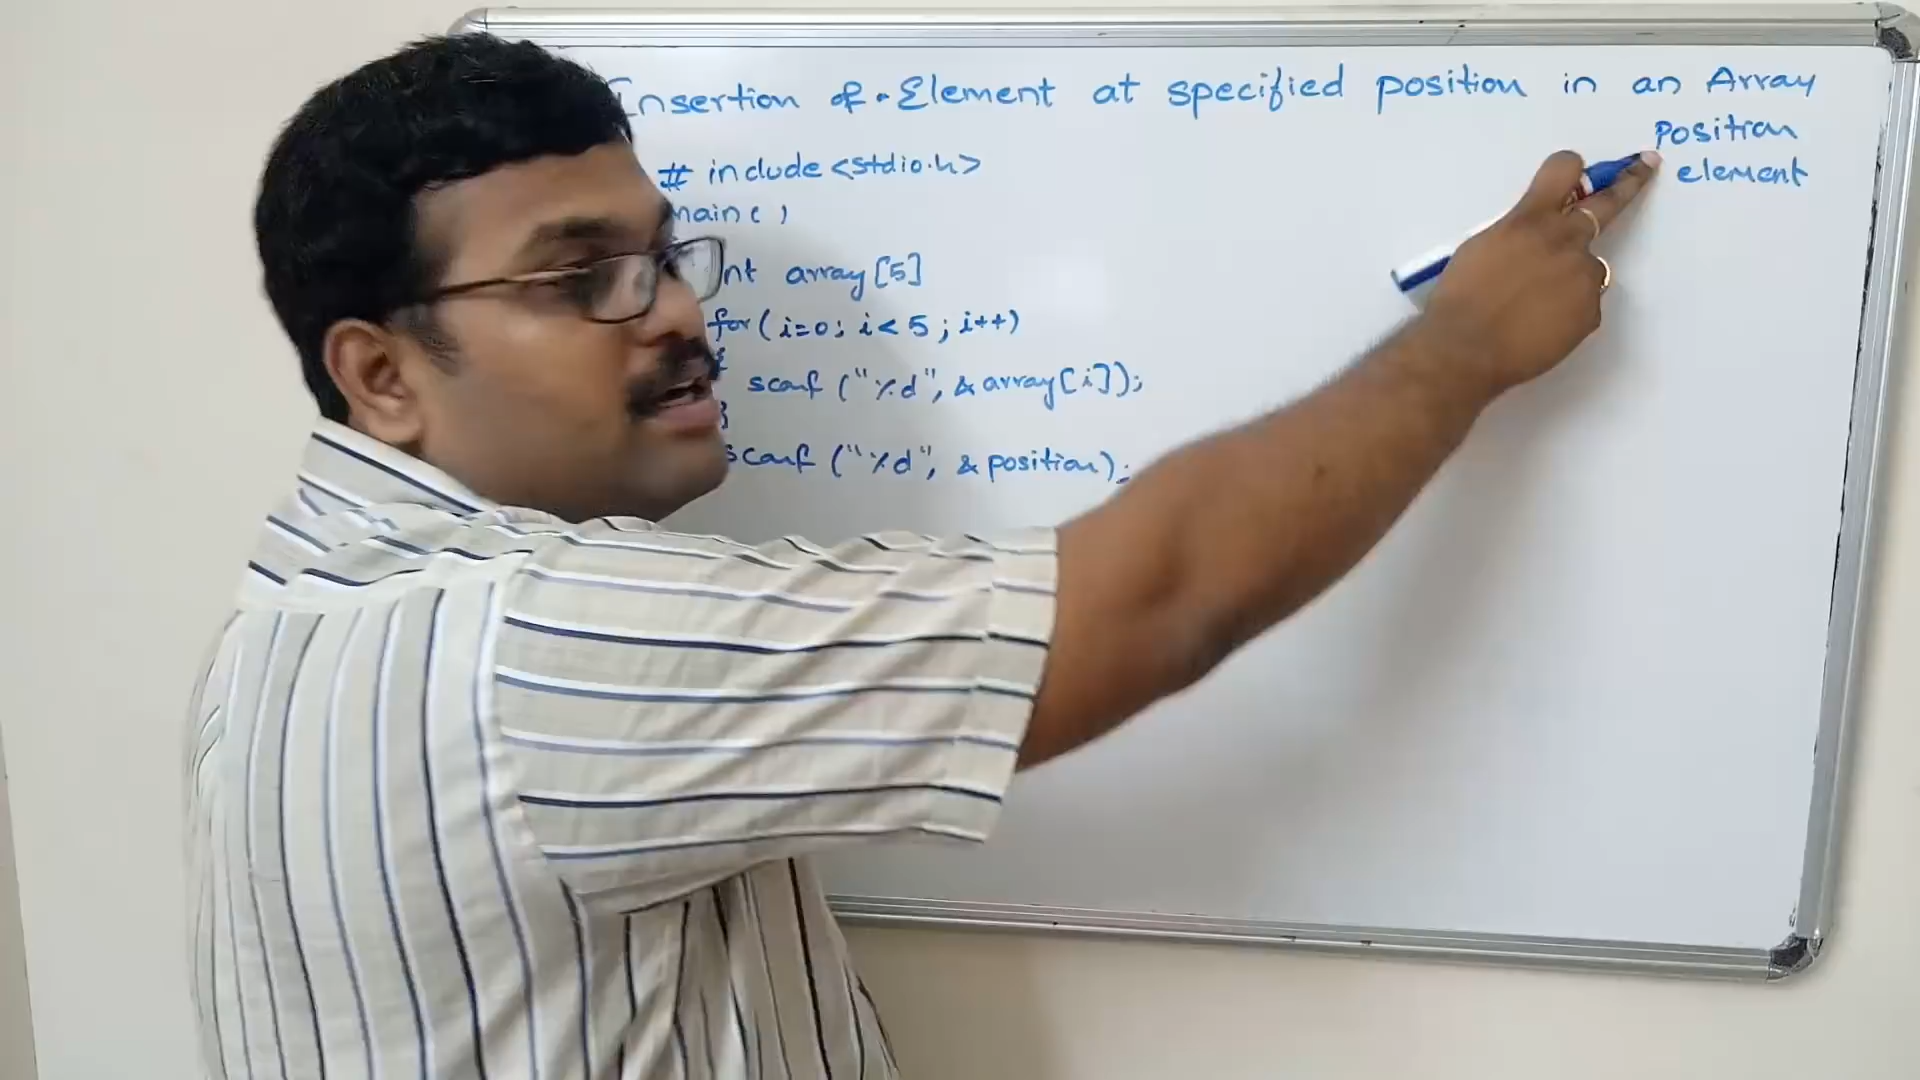 Insertion of Element at specified position in an Array
position
element
# include <stdio.h>
main( )
int array[5]
for(i=0; i<5; i++)
{
scanf ("%d", &array[i]);
}
scanf ("%d", &position);